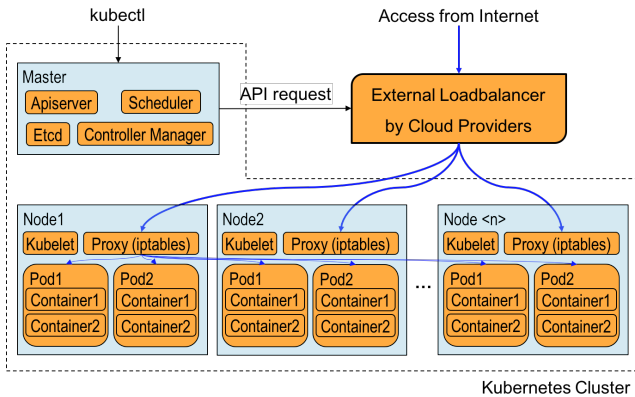 kubectl
Access from Internet
Master
Apiserver
Scheduler
Etcd
Controller Manager
API request
External Loadbalancer
by Cloud Providers
Node1
Kubelet
Proxy (iptables)
Pod1
Container1
Container2
Pod2
Container1
Container2
Node2
Kubelet
Proxy (iptables)
Pod1
Container1
Container2
Pod2
Container1
Container2
...
Node <n>
Kubelet
Proxy (iptables)
Pod1
Container1
Container2
Pod2
Container1
Container2
Kubernetes Cluster